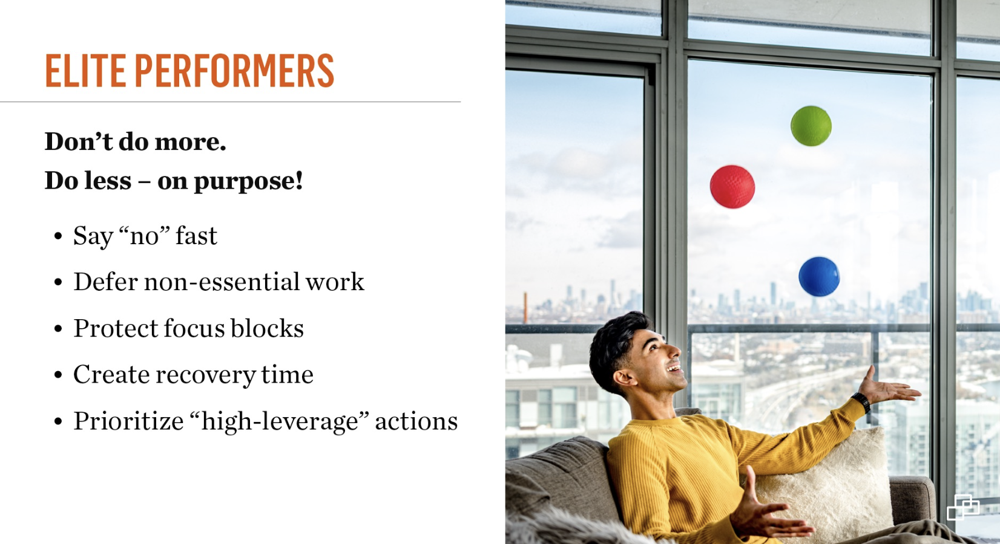 ELITE PERFORMERS
Don’t do more.
Do less – on purpose!
• Say “no” fast
• Defer non-essential work
• Protect focus blocks
• Create recovery time
• Prioritize “high-leverage” actions